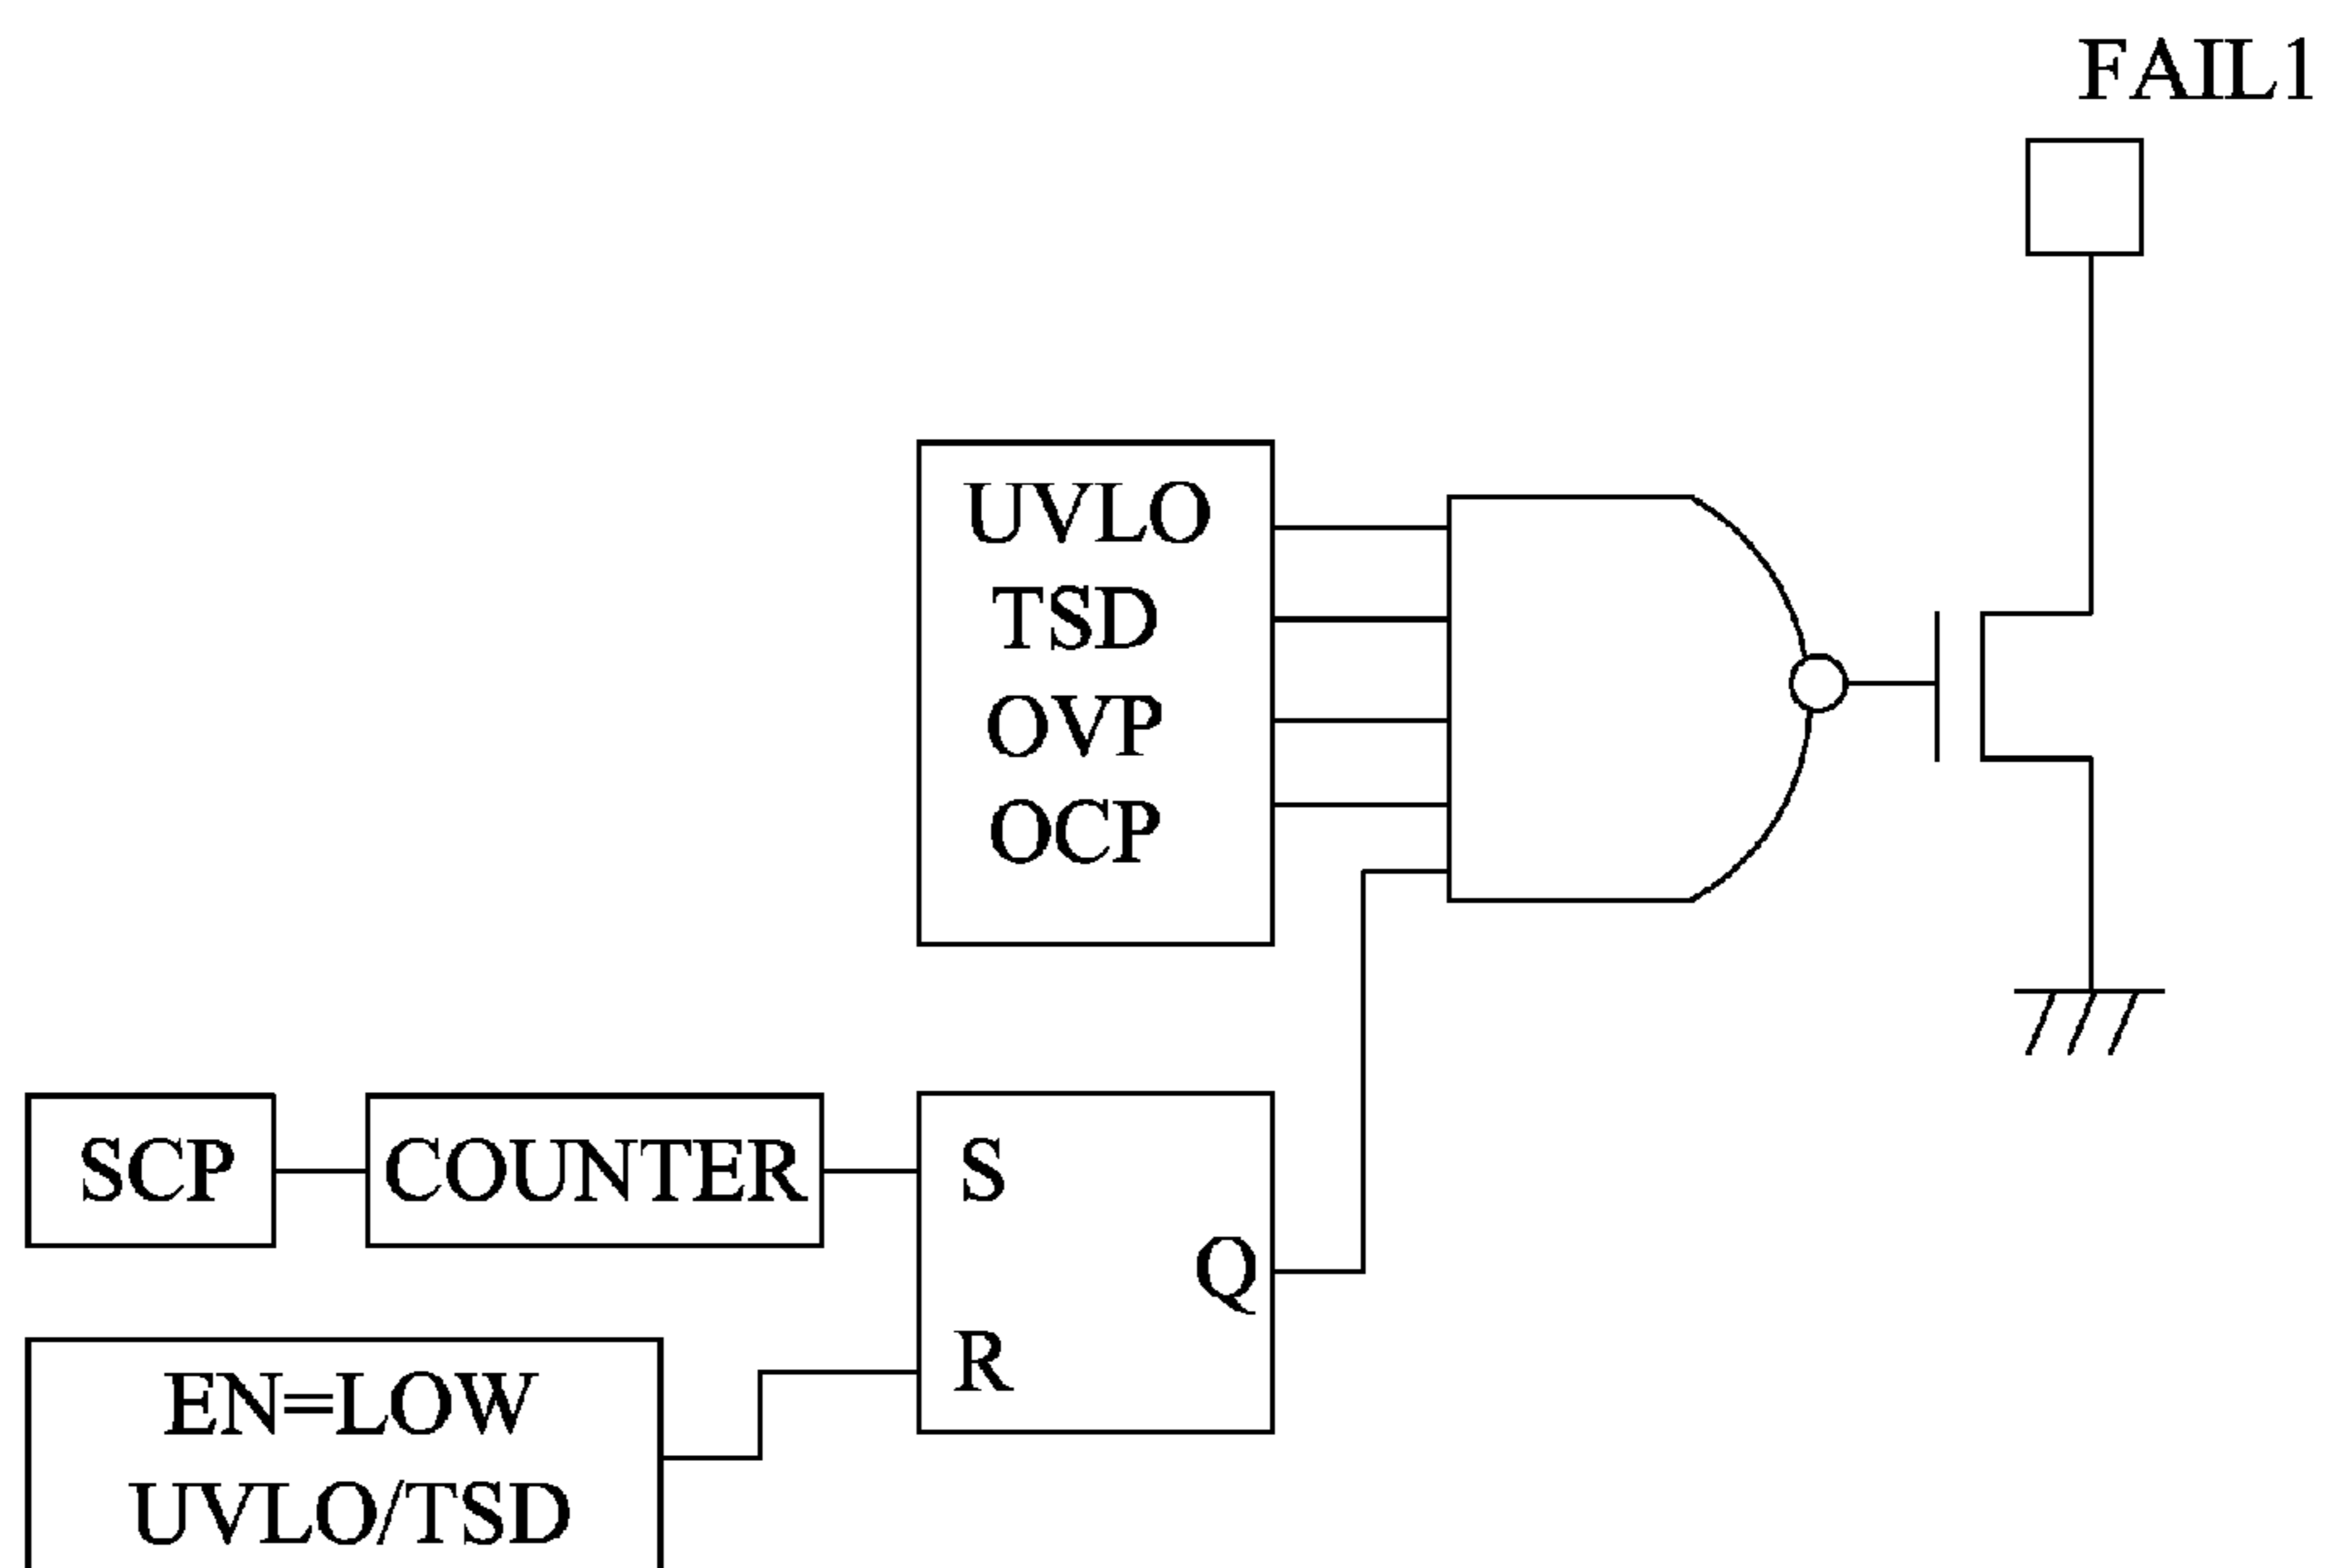 FAIL1
UVLO
TSD
OVP
OCP
SCP
COUNTER
S
Q
R
EN=LOW
UVLO/TSD